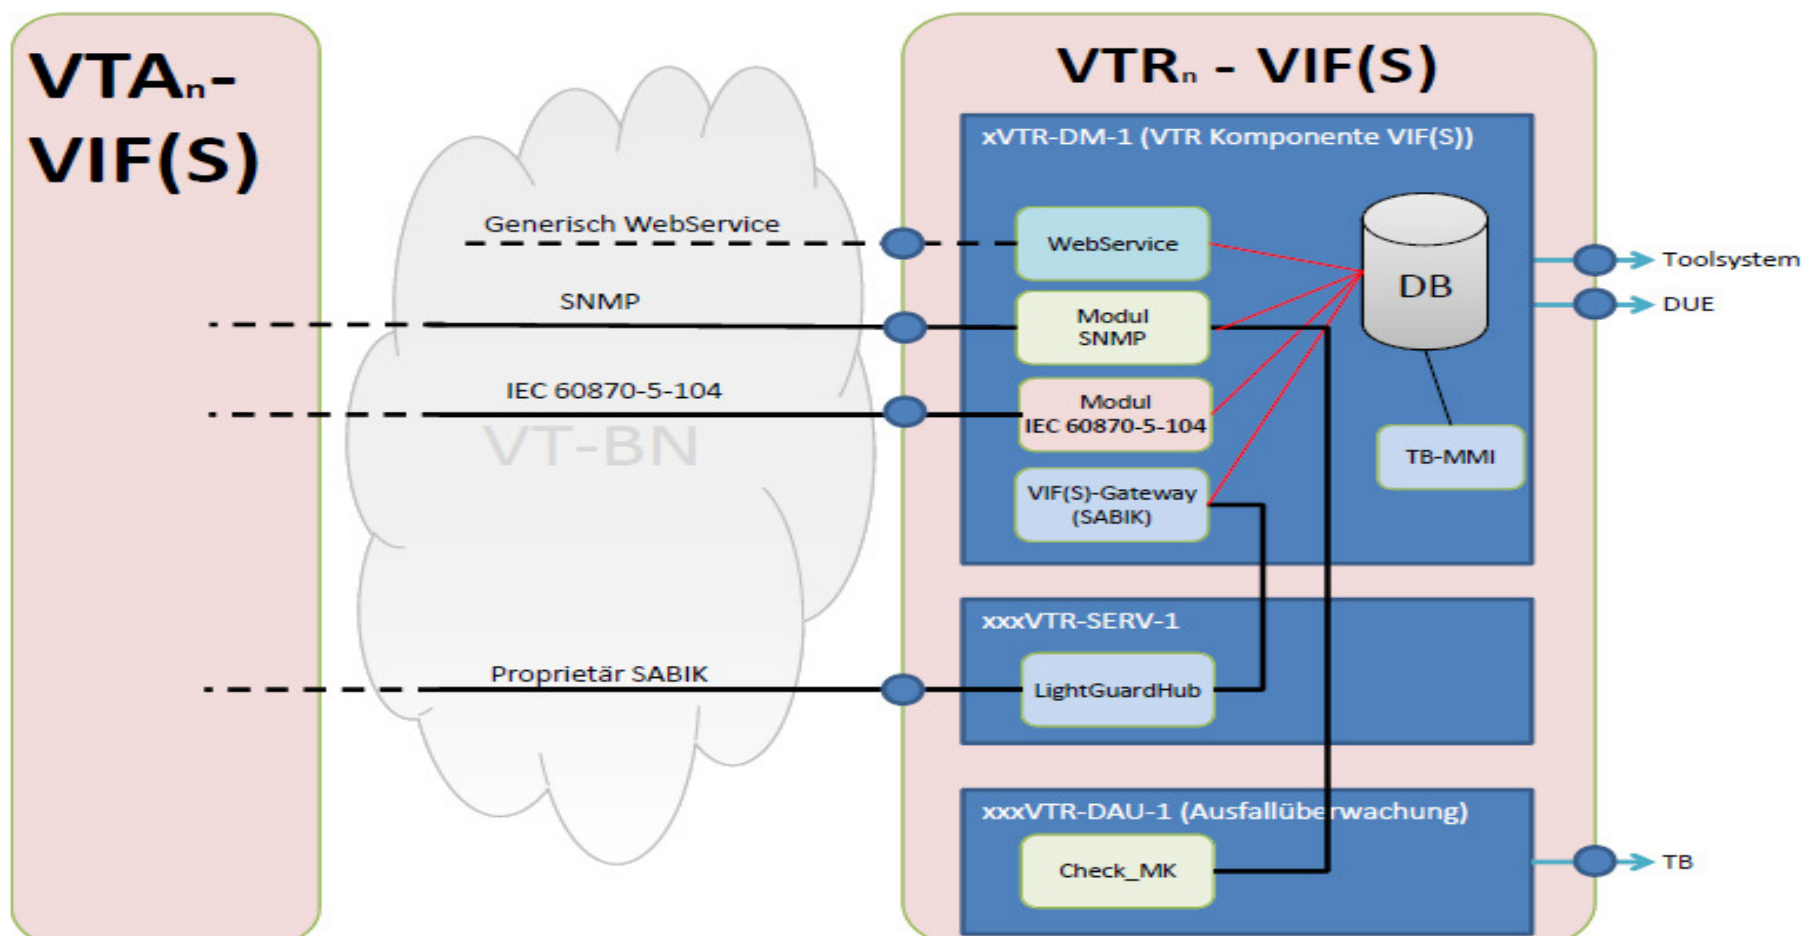 VTAn-
VIF(S)
VTRn - VIF(S)
xVTR-DM-1 (VTR Komponente VIF(S))
Generisch WebService
WebService
SNMP
Modul
SNMP
IEC 60870-5-104
Modul
IEC 60870-5-104
VT-BN
VIF(S)-Gateway
(SABIK)
DB
TB-MMI
Toolsystem
DUE
xxxVTR-SERV-1
Proprietär SABIK
LightGuardHub
xxxVTR-DAU-1 (Ausfallüberwachung)
Check_MK
TB